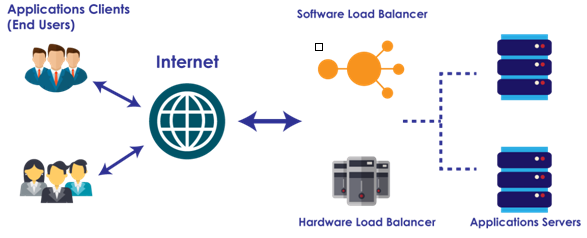 Applications Clients
(End Users)
Internet
Software Load Balancer
Hardware Load Balancer
Applications Servers